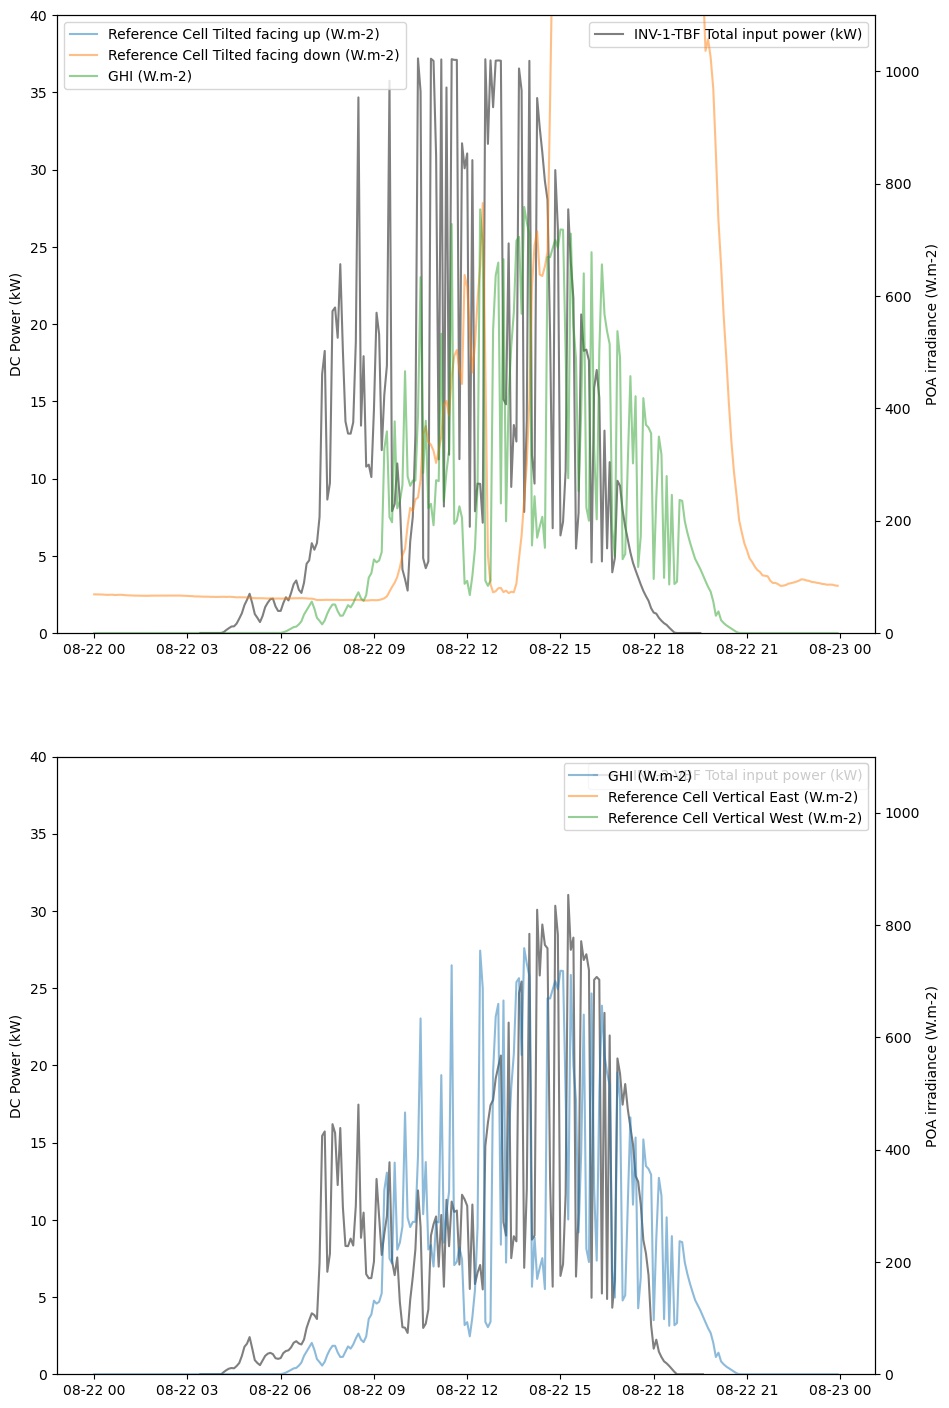 40
35
30
25
20
15
10
5
0
DC Power (kW)
Reference Cell Tilted facing up (W.m-2)
Reference Cell Tilted facing down (W.m-2)
GHI (W.m-2)
INV-1-TBF Total input power (kW)
1000
800
600
400
200
0
POA irradiance (W.m-2)
08-22 00 08-22 03 08-22 06 08-22 09 08-22 12 08-22 15 08-22 18 08-22 21 08-23 00
40
35
30
25
20
15
10
5
0
DC Power (kW)
GHI (W.m-2)
Total input power (kW)
Reference Cell Vertical East (W.m-2)
Reference Cell Vertical West (W.m-2)
1000
800
600
400
200
0
POA irradiance (W.m-2)
08-22 00 08-22 03 08-22 06 08-22 09 08-22 12 08-22 15 08-22 18 08-22 21 08-23 00